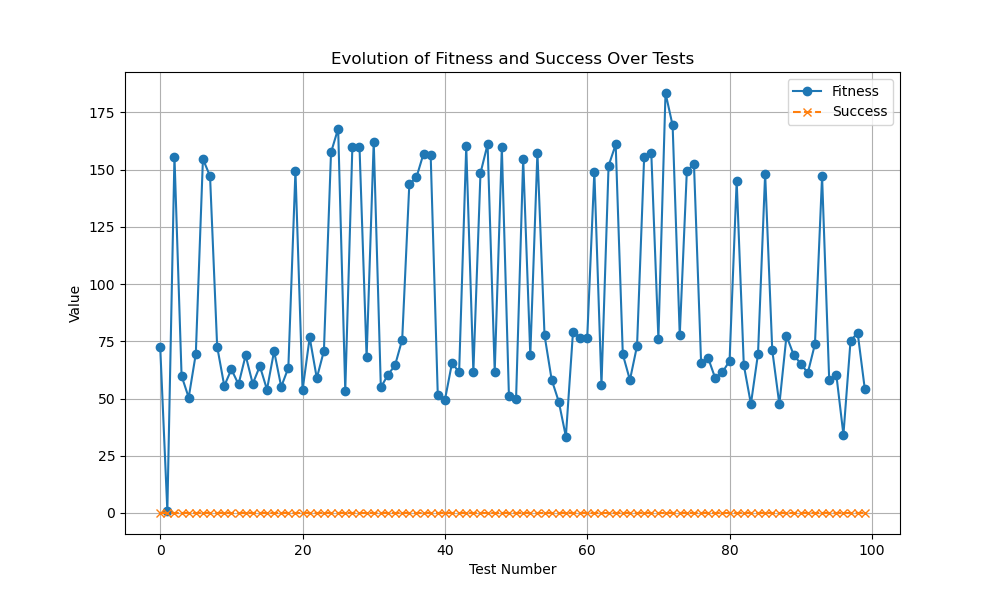 Evolution of Fitness and Success Over Tests
Fitness
Success
175
150
125
100
75
50
25
0
Value
0 20 40 60 80 100
Test Number